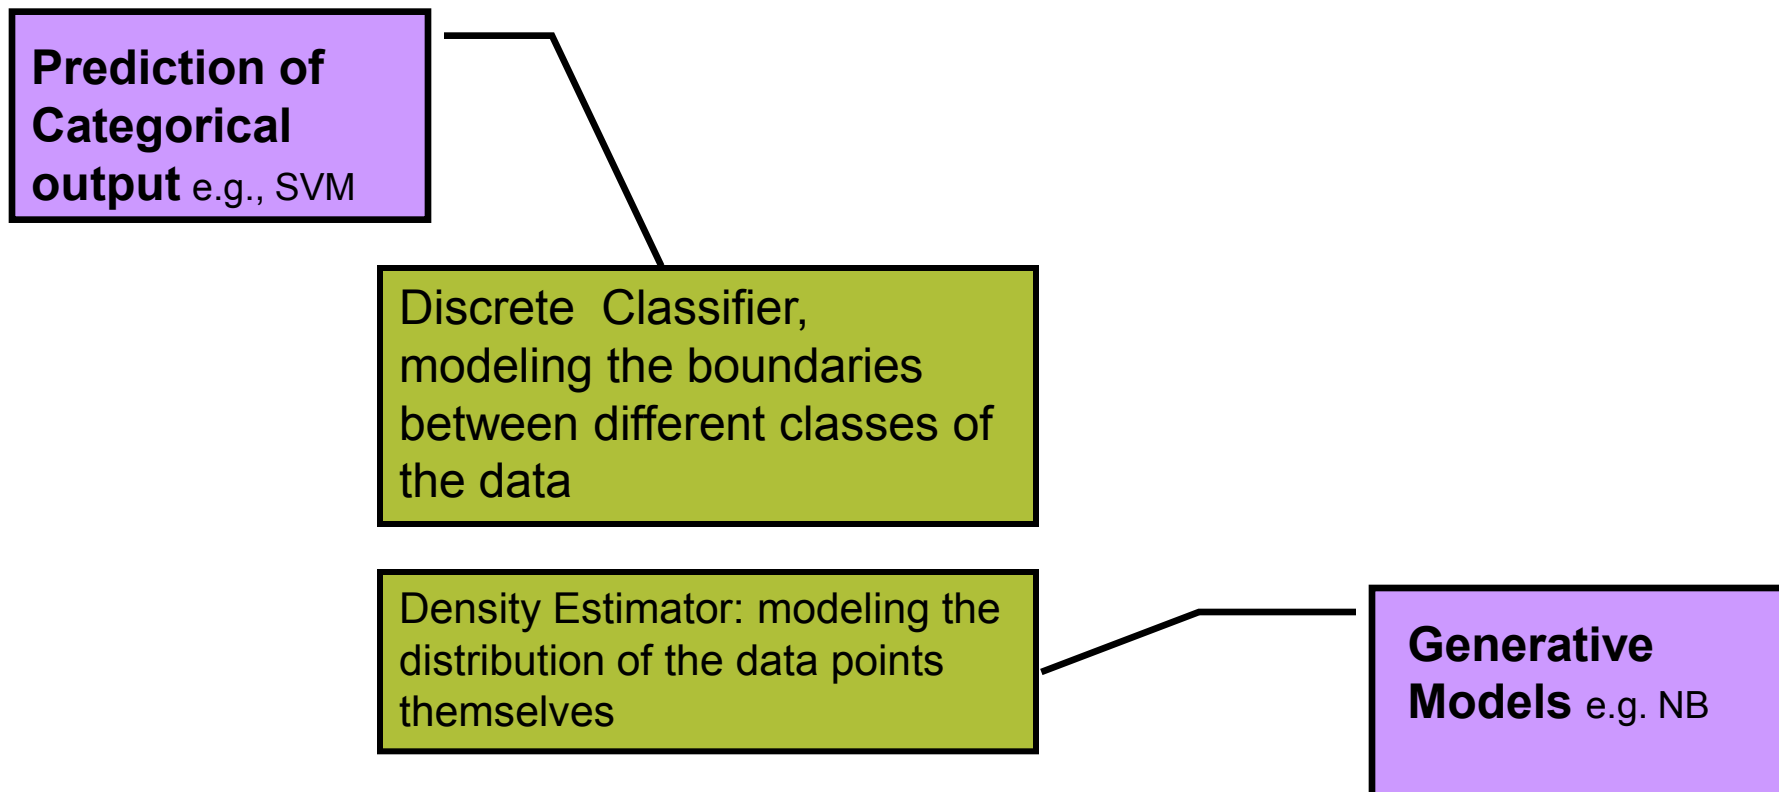 Prediction of
Categorical
output e.g., SVM
Discrete  Classifier,
modeling the boundaries
between different classes of
the data
Density Estimator: modeling the
distribution of the data points
themselves
Generative
Models e.g. NB